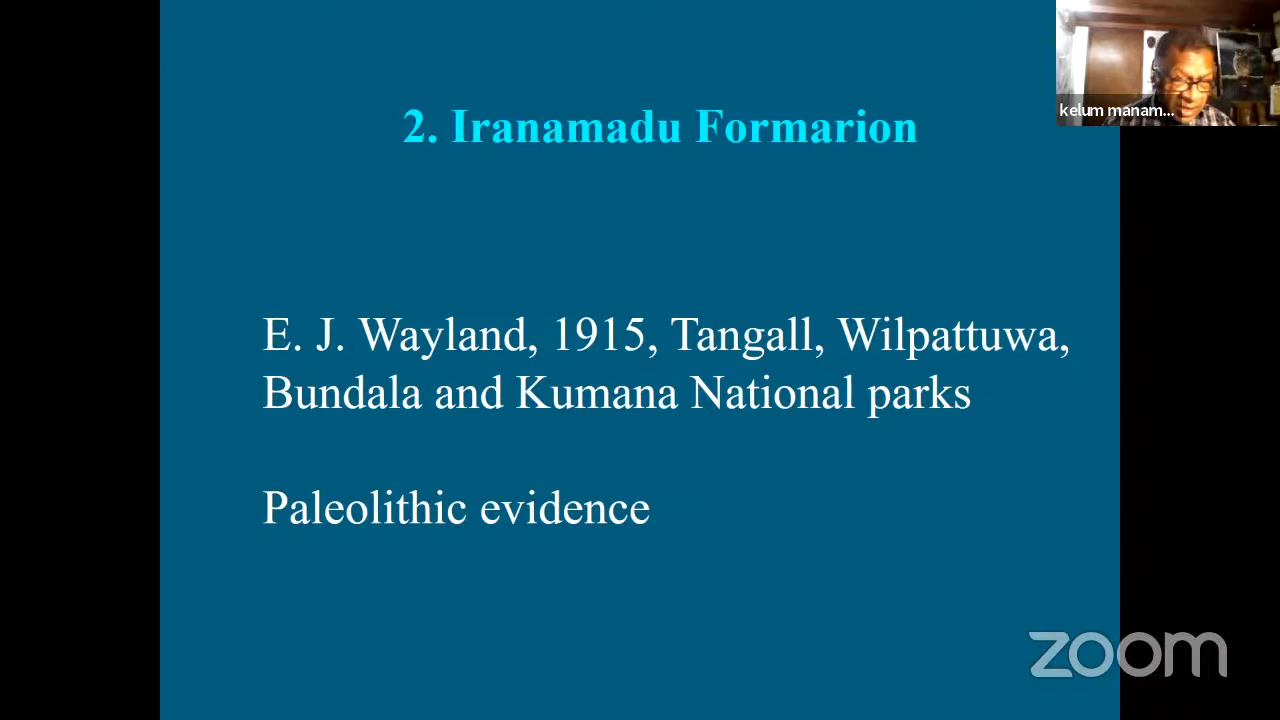 2. Iranamadu Formarion
kelum manam...
E. J. Wayland, 1915, Tangall, Wilpattuwa,
Bundala and Kumana National parks
Paleolithic evidence
zoom